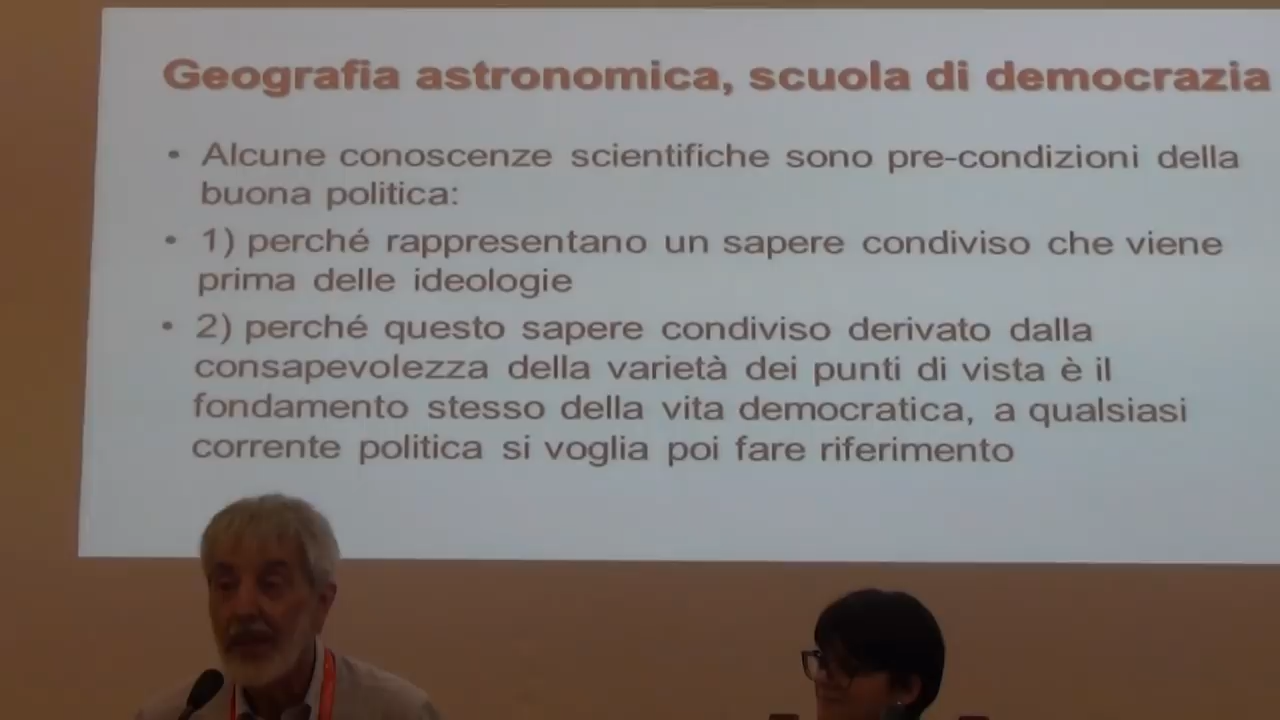 Geografia astronomica, scuola di democrazia
• Alcune conoscenze scientifiche sono pre-condizioni della
buona politica:
• 1) perché rappresentano un sapere condiviso che viene
prima delle ideologie
• 2) perché questo sapere condiviso derivato dalla
consapevolezza della varietà dei punti di vista è il
fondamento stesso della vita democratica, a qualsiasi
corrente politica si voglia poi fare riferimento